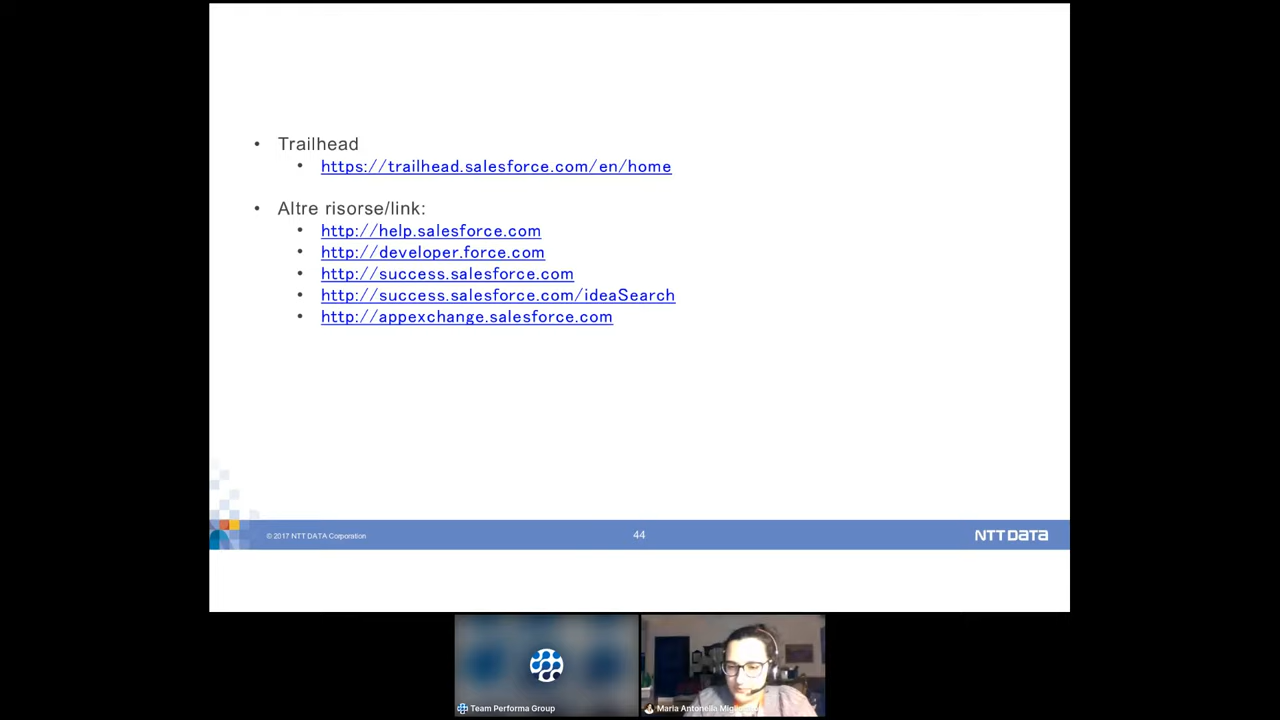 • Trailhead
• https://trailhead.salesforce.com/en/home
• Altre risorse/link:
• http://help.salesforce.com
• http://developer.force.com
• http://success.salesforce.com
• http://success.salesforce.com/ideaSearch
• http://appexchange.salesforce.com
© 2017 NTT DATA Corporation
44
NTT DATA
Team Performa Group
Maria Antonella